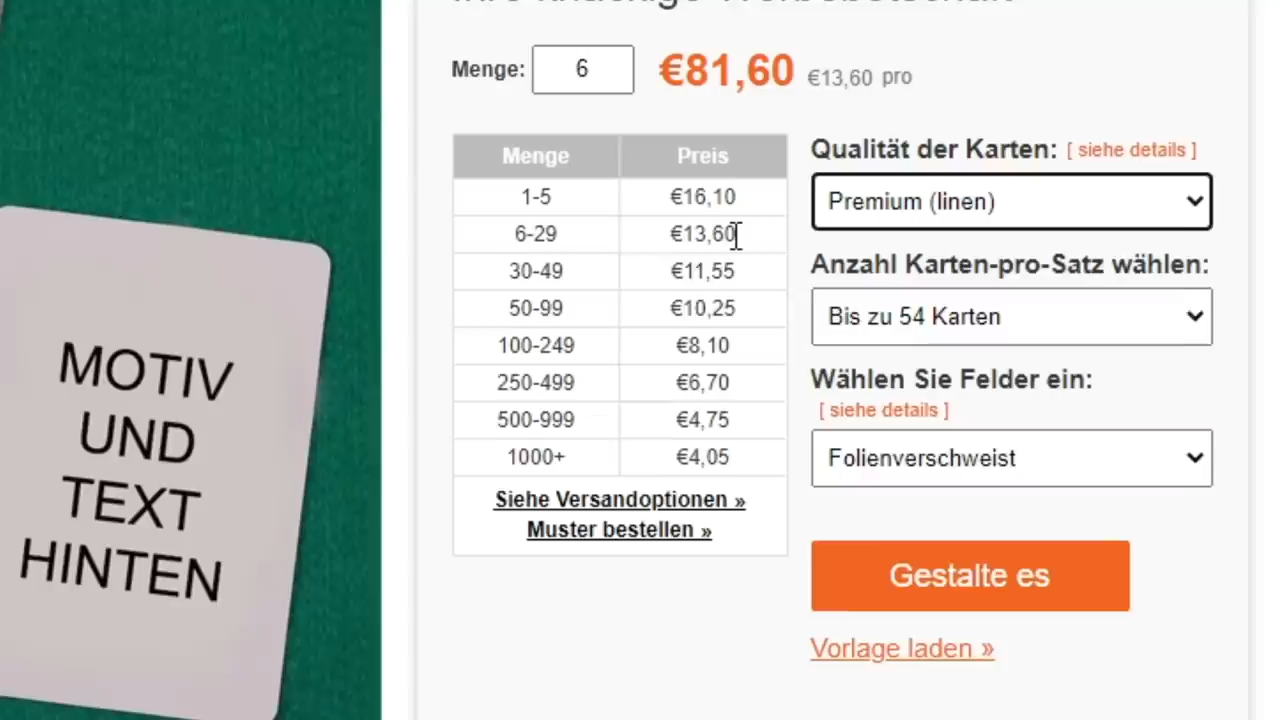 Menge: 6 €81,60 €13,60 pro
Menge Preis
1-5 €16,10
6-29 €13,60
30-49 €11,55
50-99 €10,25
100-249 €8,10
250-499 €6,70
500-999 €4,75
1000+ €4,05
Siehe Versandoptionen »
Muster bestellen »
Qualität der Karten: [ siehe details ]
Premium (linen)
Anzahl Karten-pro-Satz wählen:
Bis zu 54 Karten
Wählen Sie Felder ein:
[ siehe details ]
Folienverschweist
Gestalte es
Vorlage laden »
MOTIV
UND
TEXT
HINTEN